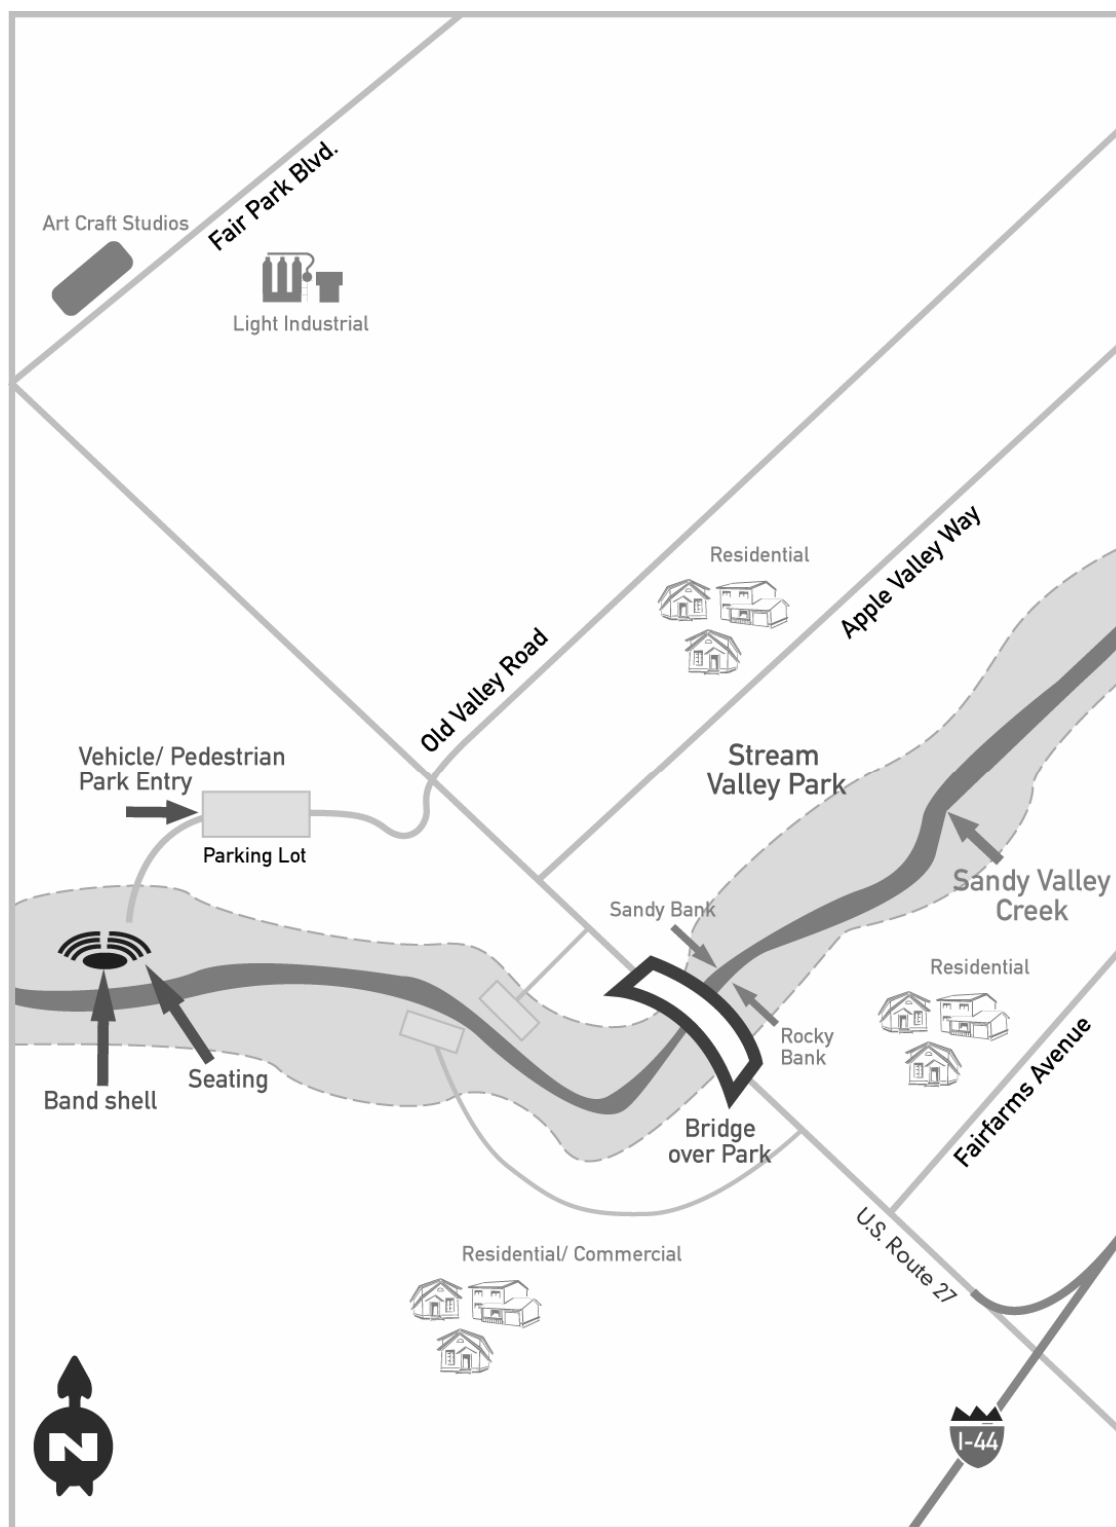 Fair Park Blvd.
Art Craft Studios
Light Industrial
Apple Valley Way
Residential
Old Valley Road
Stream
Valley Park
Vehicle/ Pedestrian
Park Entry
Parking Lot
Sandy Valley
Creek
Sandy Bank
Residential
Rocky
Bank
Fairfarms Avenue
Seating
Band shell
Bridge
over Park
U.S. Route 27
Residential/ Commercial
N
I-44